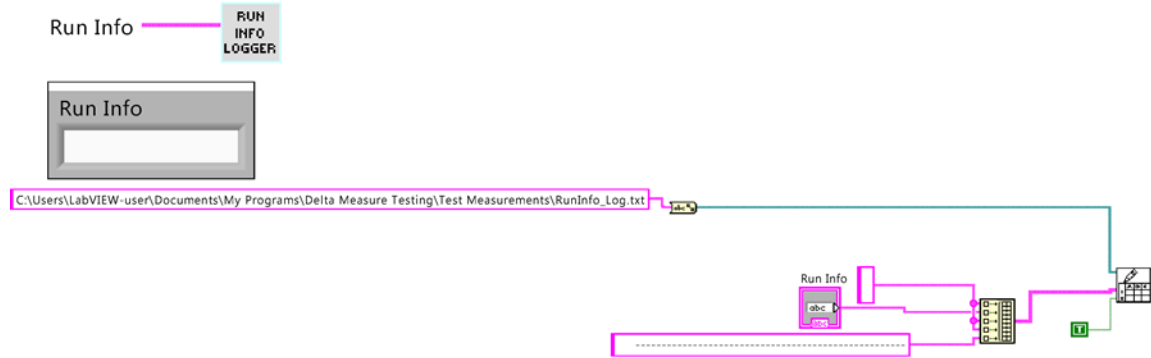 Run Info
RUN
INFO
LOGGER
Run Info
C:\Users\LabVIEW-user\Documents\My Programs\Delta Measure Testing\Test Measurements\RunInfo_Log.txt
Run Info
abc
abc
T
--------------------------------------------------